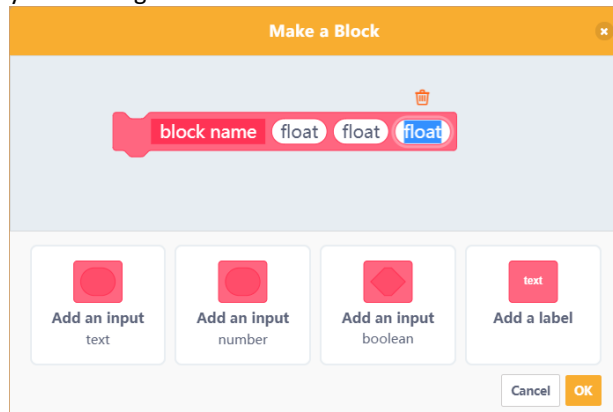 Make a Block
block name float float float
text
Add an input Add an input Add an input Add a label
text number boolean
Cancel OK